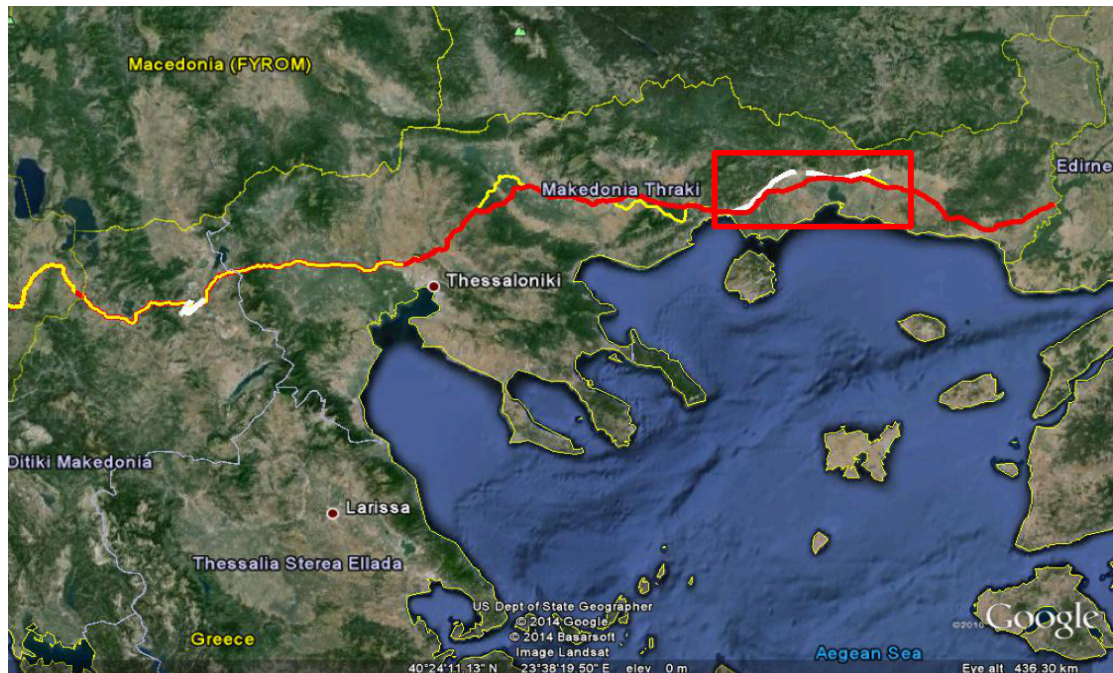 Macedonia (FYROM)
Edirne
Makedonia Thraki
Thessaloniki
Ditiki Makedonia
Larissa
Thessalia Sterea Ellada
US Dept of State Geographer
© 2014 Google
© 2014 Basarsoft
Image Landsat
©2010 Google
Greece
Aegean Sea
40°24'11.13" N 23°38'19.50" E elev 0 m Eye alt 436.30 km